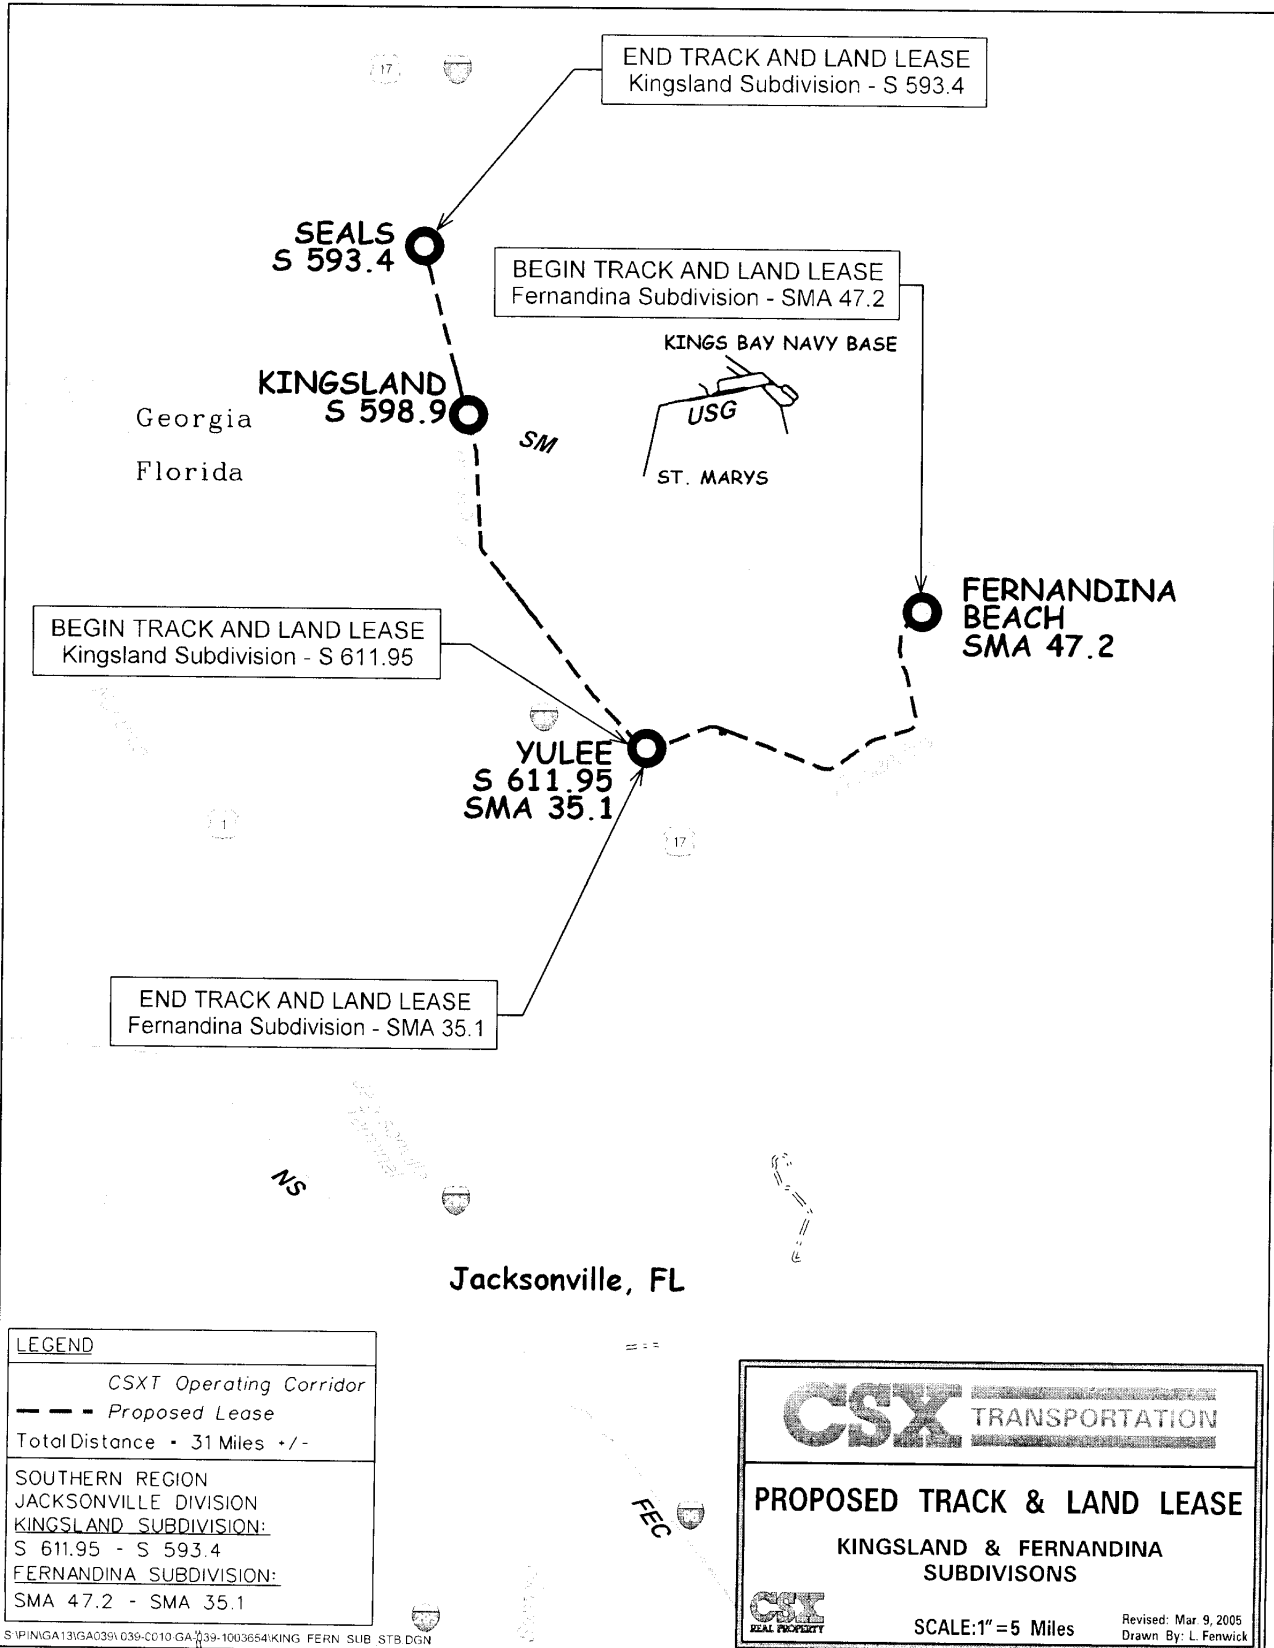 17
END TRACK AND LAND LEASE
Kingsland Subdivision - S 593.4
SEALS
S 593.4
BEGIN TRACK AND LAND LEASE
Fernandina Subdivision - SMA 47.2
KINGS BAY NAVY BASE
KINGSLAND
S 598.9
Georgia
USG
SM
Florida
ST. MARYS
FERNANDINA
BEACH
SMA 47.2
BEGIN TRACK AND LAND LEASE
Kingsland Subdivision - S 611.95
YULEE
S 611.95
SMA 35.1
1
17
END TRACK AND LAND LEASE
Fernandina Subdivision - SMA 35.1
NS
Jacksonville, FL
LEGEND
CSXT Operating Corridor
Proposed Lease
Total Distance - 31 Miles +/-
SOUTHERN REGION
JACKSONVILLE DIVISION
KINGSLAND SUBDIVISION:
S 611.95 - S 593.4
FERNANDINA SUBDIVISION:
SMA 47.2 - SMA 35.1
FEC
CSX TRANSPORTATION
PROPOSED TRACK & LAND LEASE
KINGSLAND & FERNANDINA
SUBDIVISONS
CSX
REAL PROPERTY
SCALE:1"=5 Miles
Revised: Mar. 9, 2005
Drawn By: L. Fenwick